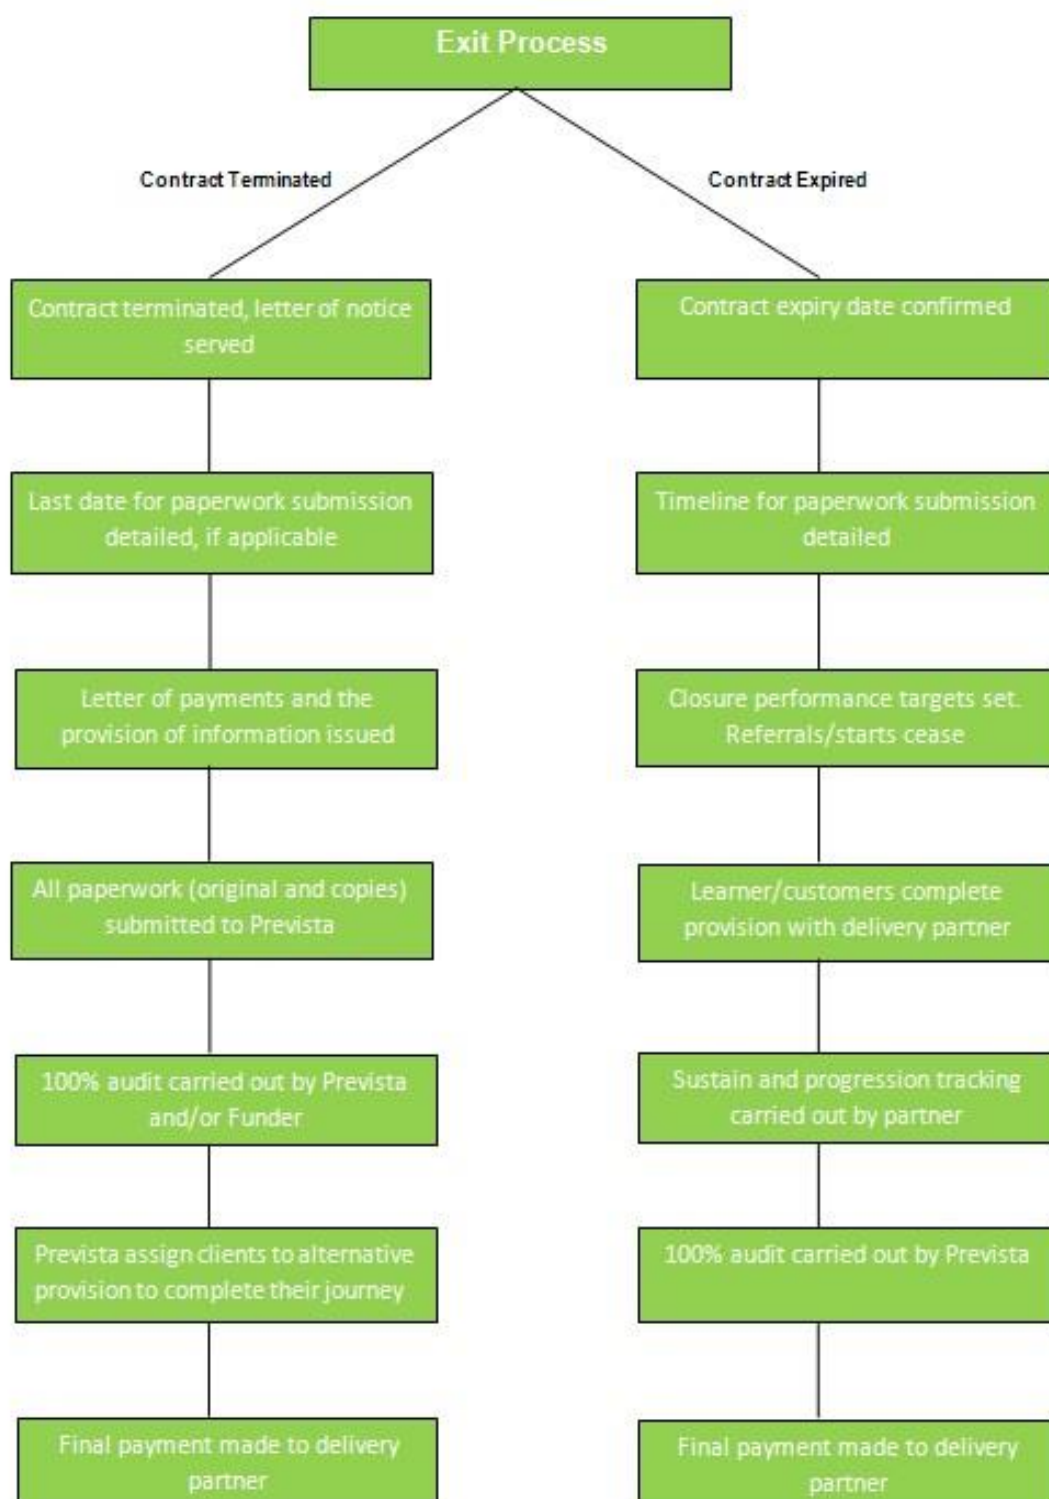 Exit Process
Contract Terminated
Contract Expired
Contract terminated, letter of notice
served
Contract expiry date confirmed
Last date for paperwork submission
detailed, if applicable
Timeline for paperwork submission
detailed
Letter of payments and the
provision of information issued
Closure performance targets set.
Referrals/starts cease
All paperwork (original and copies)
submitted to Prevista
Learner/customers complete
provision with delivery partner
100% audit carried out by Prevista
and/or Funder
Sustain and progression tracking
carried out by partner
Prevista assign clients to alternative
provision to complete their journey
100% audit carried out by Prevista
Final payment made to delivery
partner
Final payment made to delivery
partner